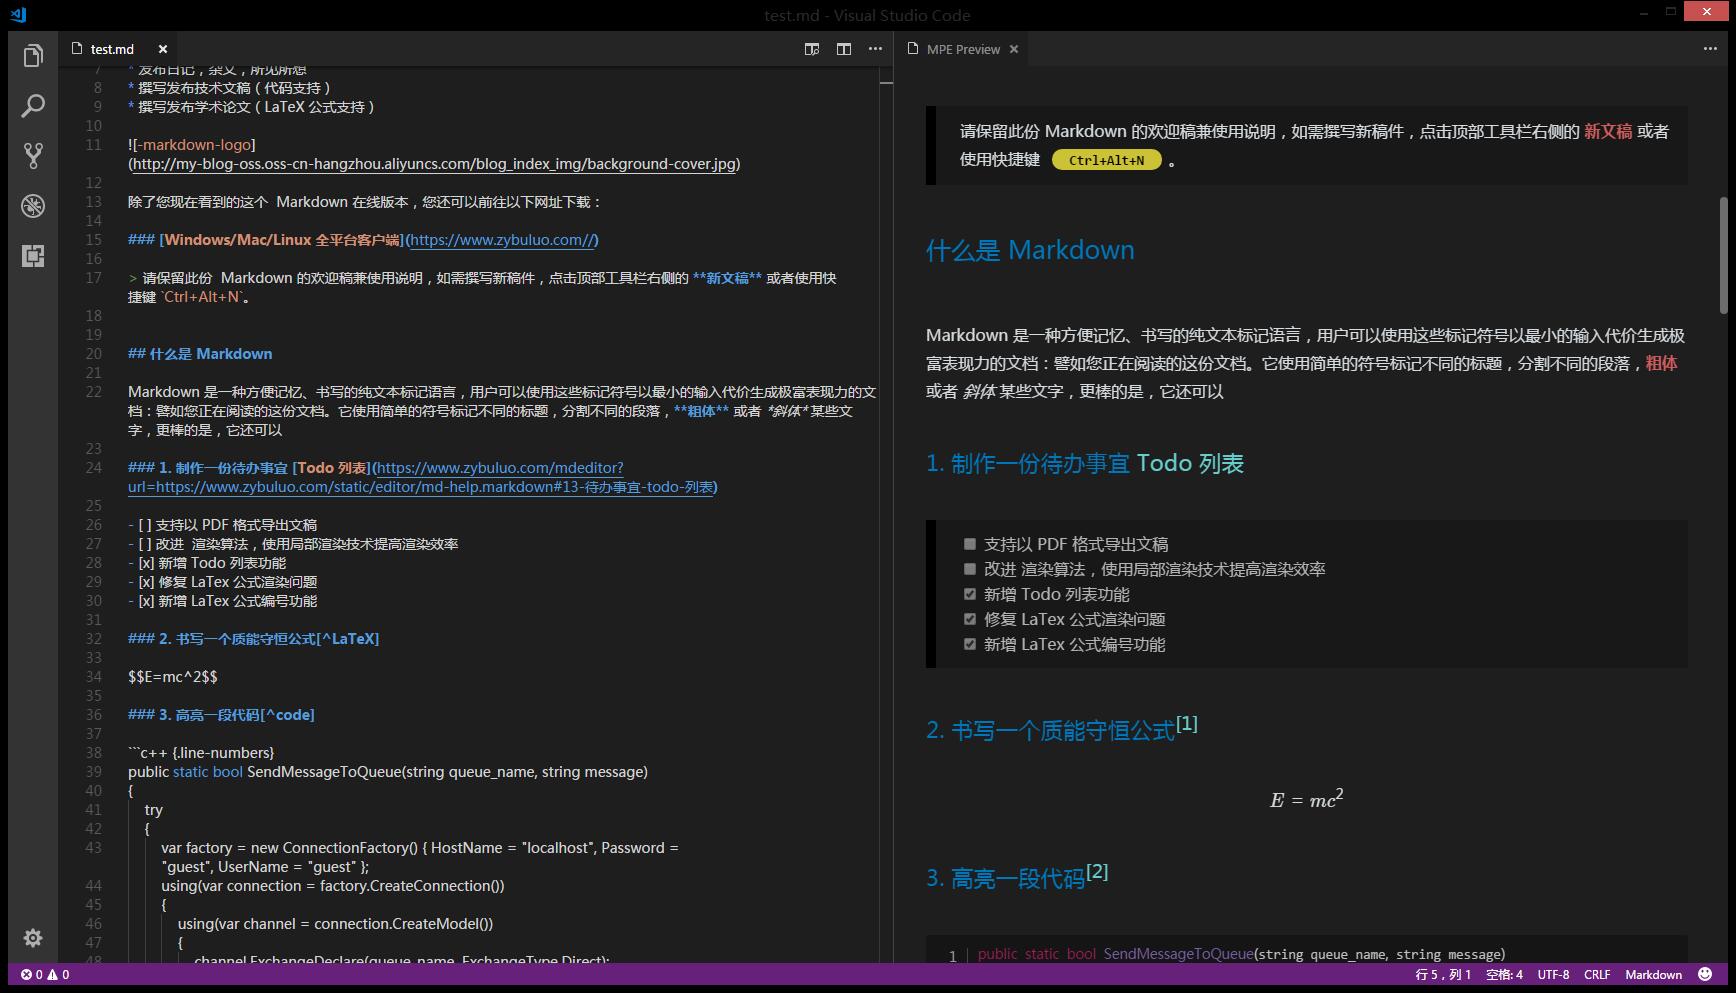 test.md - Visual Studio Code
test.md
7 * 发布日记，杂文，所见所想
8 * 撰写发布技术文稿（代码支持）
9 * 撰写发布学术论文（LaTeX 公式支持）
10
11 ![-markdown-logo]
(http://my-blog-oss.oss-cn-hangzhou.aliyuncs.com/blog_index_img/background-cover.jpg)
12
13 除了您现在看到的这个 Markdown 在线版本，您还可以前往以下网址下载：
14
15 ### [Windows/Mac/Linux 全平台客户端](https://www.zybuluo.com//)
16
17 > 请保留此份 Markdown 的欢迎稿兼使用说明，如需撰写新稿件，点击顶部工具栏右侧的 **新文稿** 或者使用快
捷键 `Ctrl+Alt+N`。
18
19
20 ## 什么是 Markdown
21
22 Markdown 是一种方便记忆、书写的纯文本标记语言，用户可以使用这些标记符号以最小的输入代价生成极富表现力的文
档：譬如您正在阅读的这份文档。它使用简单的符号标记不同的标题，分割不同的段落，**粗体** 或者 *斜体* 某些文
字，更棒的是，它还可以
23
24 ### 1. 制作一份待办事宜 [Todo 列表](https://www.zybuluo.com/mdeditor?
url=https://www.zybuluo.com/static/editor/md-help.markdown#13-待办事宜-todo-列表)
25
26 - [ ] 支持以 PDF 格式导出文稿
27 - [ ] 改进 渲染算法，使用局部渲染技术提高渲染效率
28 - [x] 新增 Todo 列表功能
29 - [x] 修复 LaTex 公式渲染问题
30 - [x] 新增 LaTex 公式编号功能
31
32 ### 2. 书写一个质能守恒公式[^LaTeX]
33
34 $$E=mc^2$$
35
36 ### 3. 高亮一段代码[^code]
37
38 ```c++ {.line-numbers}
39 public static bool SendMessageToQueue(string queue_name, string message)
40 {
41 try
42 {
43 var factory = new ConnectionFactory() { HostName = "localhost", Password =
"guest", UserName = "guest" };
44 using(var connection = factory.CreateConnection())
45 {
46 using(var channel = connection.CreateModel())
47 {
48 channel.ExchangeDeclare(queue_name, ExchangeType.Direct);
MPE Preview
请保留此份 Markdown 的欢迎稿兼使用说明，如需撰写新稿件，点击顶部工具栏右侧的 新文稿 或者
使用快捷键 Ctrl+Alt+N 。
什么是 Markdown
Markdown 是一种方便记忆、书写的纯文本标记语言，用户可以使用这些标记符号以最小的输入代价生成极
富表现力的文档：譬如您正在阅读的这份文档。它使用简单的符号标记不同的标题，分割不同的段落，粗体
或者 斜体 某些文字，更棒的是，它还可以
1. 制作一份待办事宜 Todo 列表
支持以 PDF 格式导出文稿
改进 渲染算法，使用局部渲染技术提高渲染效率
新增 Todo 列表功能
修复 LaTex 公式渲染问题
新增 LaTex 公式编号功能
2. 书写一个质能守恒公式[1]
E = mc²
3. 高亮一段代码[2]
1 public static bool SendMessageToQueue(string queue_name, string message)
0 0
行 5，列 1 空格: 4 UTF-8 CRLF Markdown